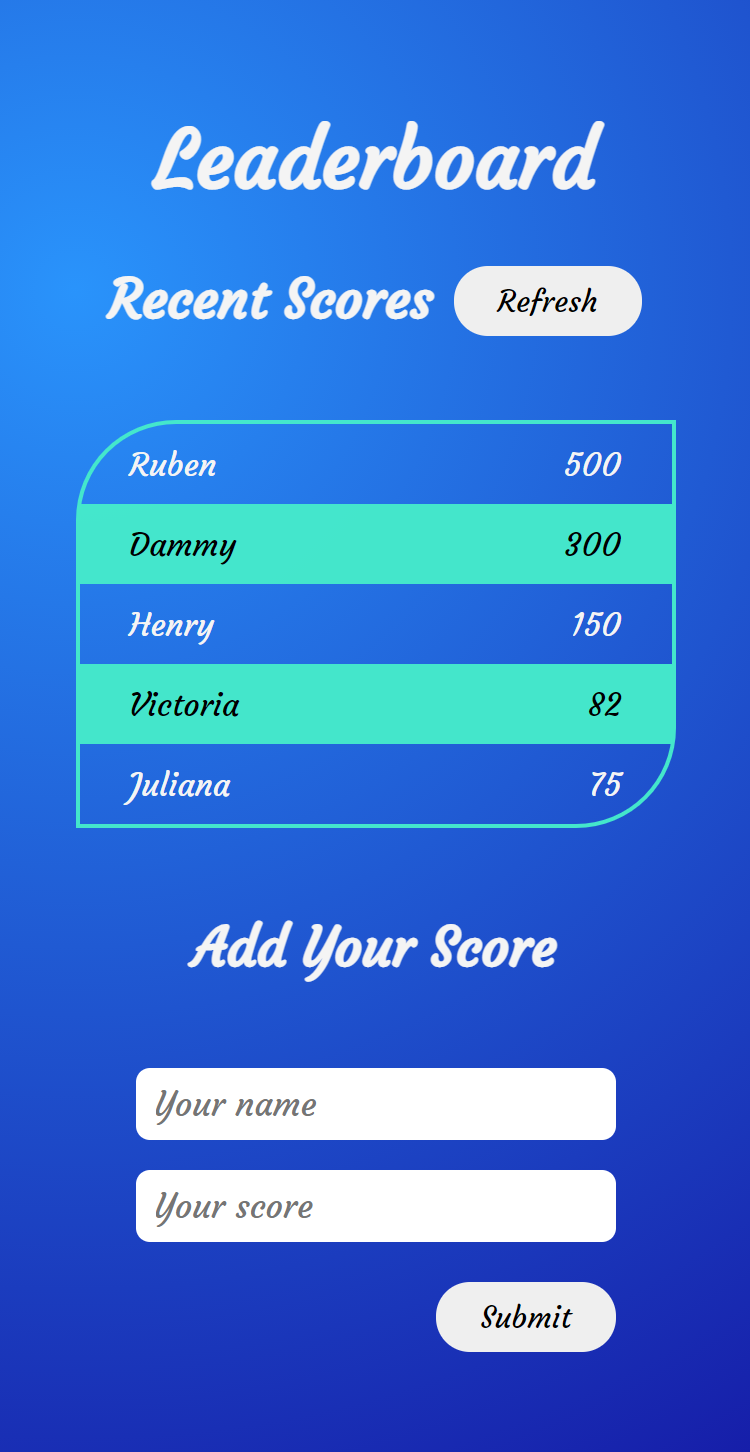 Leaderboard
Recent Scores Refresh
Ruben 500
Dammy 300
Henry 150
Victoria 82
Juliana 75
Add Your Score
Your name
Your score
Submit